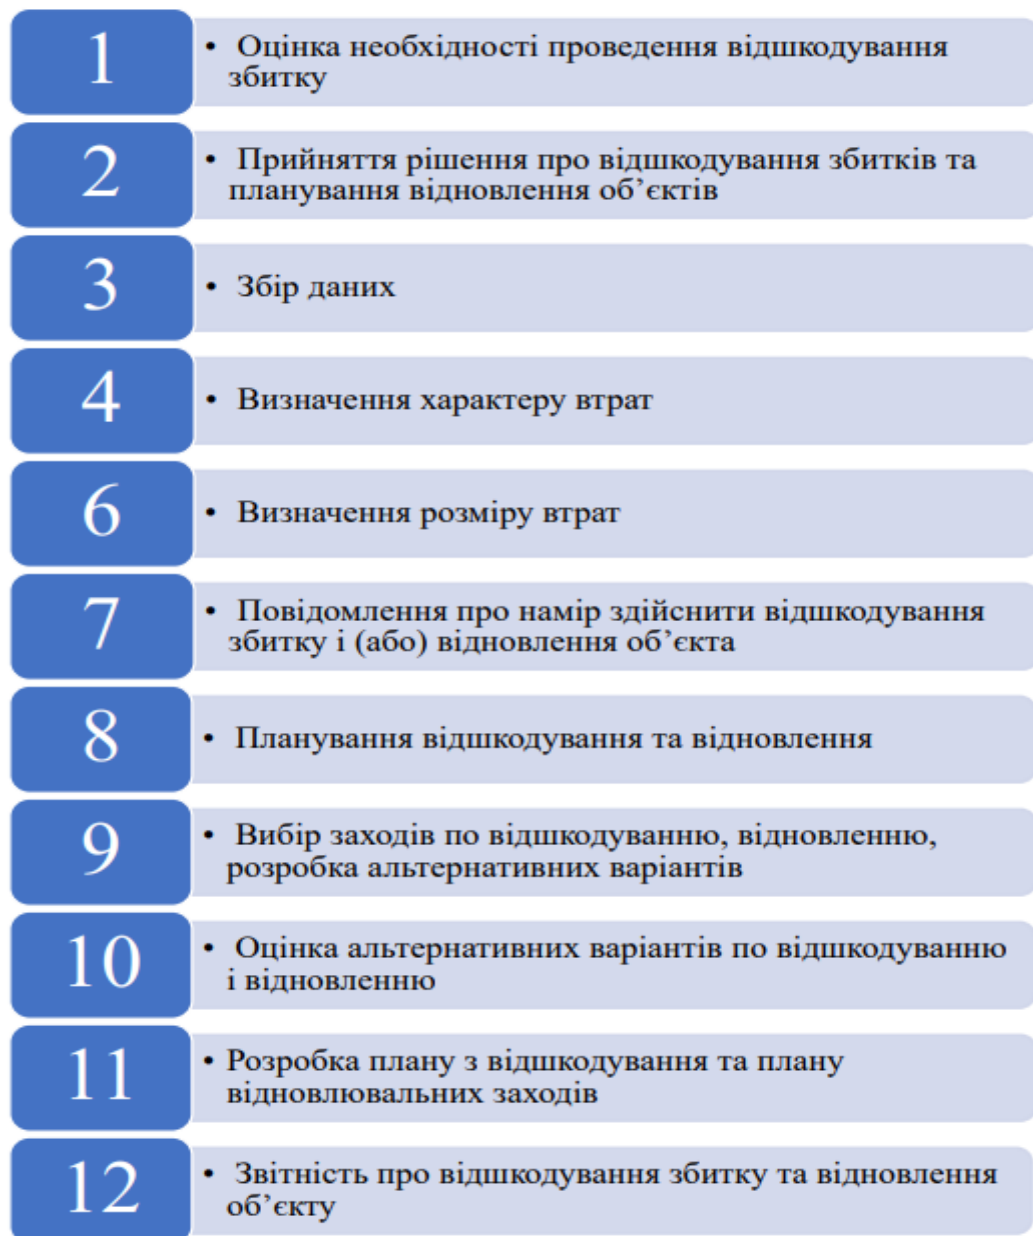 1
• Оцінка необхідності проведення відшкодування
збитку
2
• Прийняття рішення про відшкодування збитків та
планування відновлення об’єктів
3
• Збір даних
4
• Визначення характеру втрат
6
• Визначення розміру втрат
7
• Повідомлення про намір здійснити відшкодування
збитку і (або) відновлення об’єкта
8
• Планування відшкодування та відновлення
9
• Вибір заходів по відшкодуванню, відновленню,
розробка альтернативних варіантів
10
• Оцінка альтернативних варіантів по відшкодуванню
і відновленню
11
• Розробка плану з відшкодування та плану
відновлювальних заходів
12
• Звітність про відшкодування збитку та відновлення
об’єкту